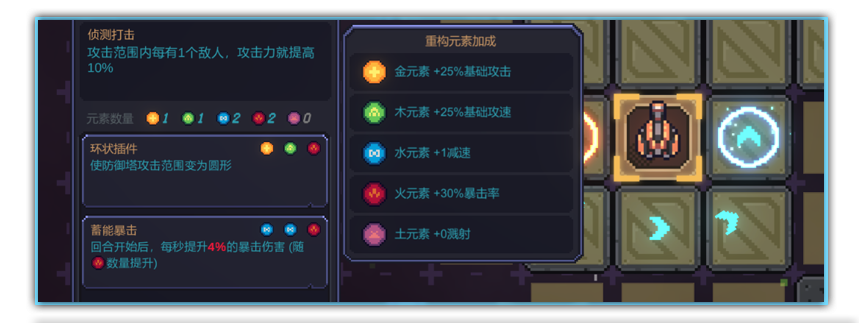 侦测打击
攻击范围内每有1个敌人，攻击力就提高
10%
元素数量 1 1 2 2 0
环状插件
使防御塔攻击范围变为圆形
蓄能暴击
回合开始后，每秒提升4%的暴击伤害 (随
数量提升)
重构元素加成
金元素 +25%基础攻击
木元素 +25%基础攻速
水元素 +1减速
火元素 +30%暴击率
土元素 +0溅射